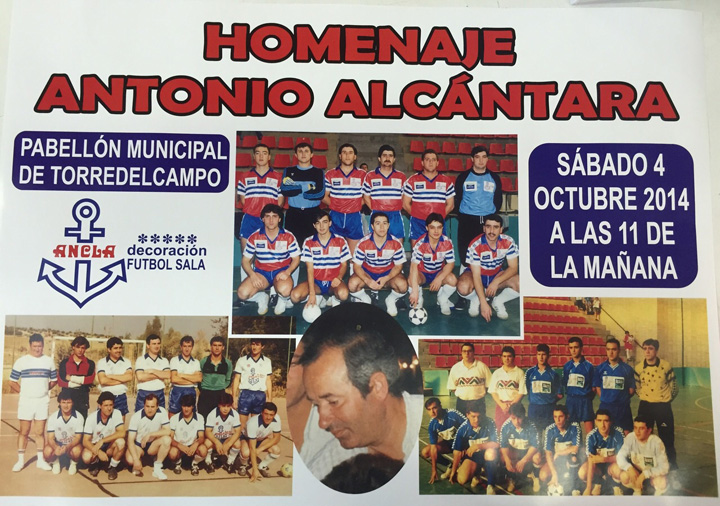 HOMENAJE
ANTONIO ALCÁNTARA
PABELLÓN MUNICIPAL
DE TORREDELCAMPO
SÁBADO 4
OCTUBRE 2014
A LAS 11 DE
LA MAÑANA
ANCLA
*****
decoración
FUTBOL SALA